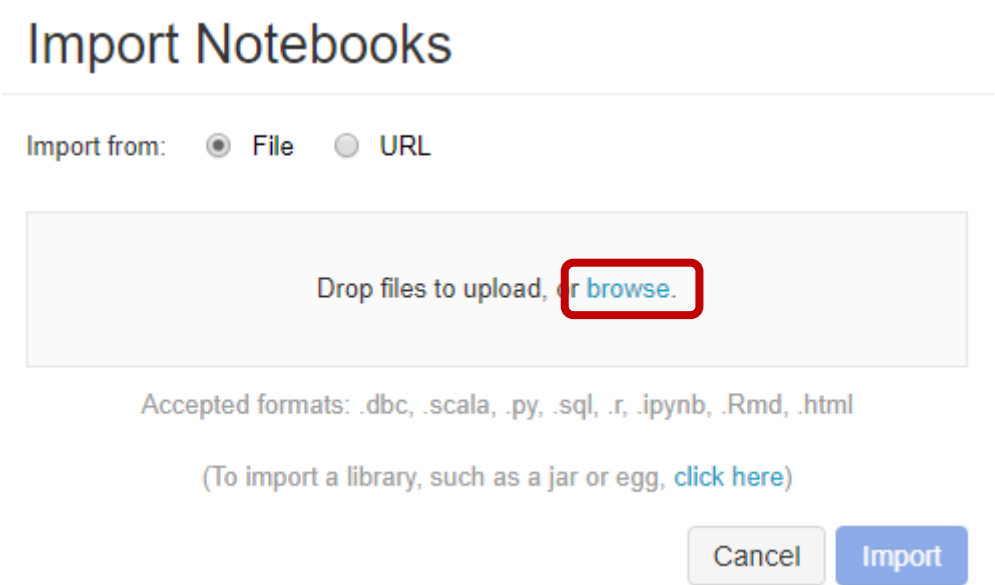 Import Notebooks
Import from: File URL
Drop files to upload, or browse.
Accepted formats: .dbc, .scala, .py, .sql, .r, .ipynb, .Rmd, .html
(To import a library, such as a jar or egg, click here)
Cancel Import